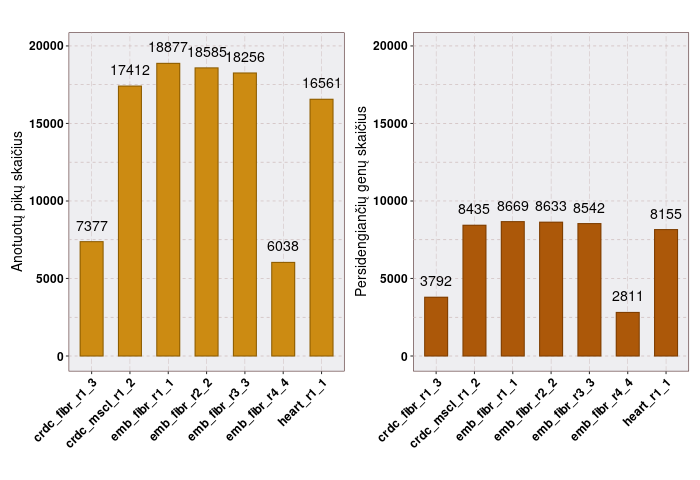 Anotuotų pikų skaičius
20000
15000
10000
5000
0
7377
17412
18877
18585
18256
6038
16561
crdc_fibr_r1_3
crdc_mscl_r1_2
emb_fibr_r1_1
emb_fibr_r2_2
emb_fibr_r3_3
emb_fibr_r4_4
heart_r1_1
Persidengiančių genų skaičius
20000
15000
10000
5000
0
3792
8435
8669
8633
8542
2811
8155
crdc_fibr_r1_3
crdc_mscl_r1_2
emb_fibr_r1_1
emb_fibr_r2_2
emb_fibr_r3_3
emb_fibr_r4_4
heart_r1_1